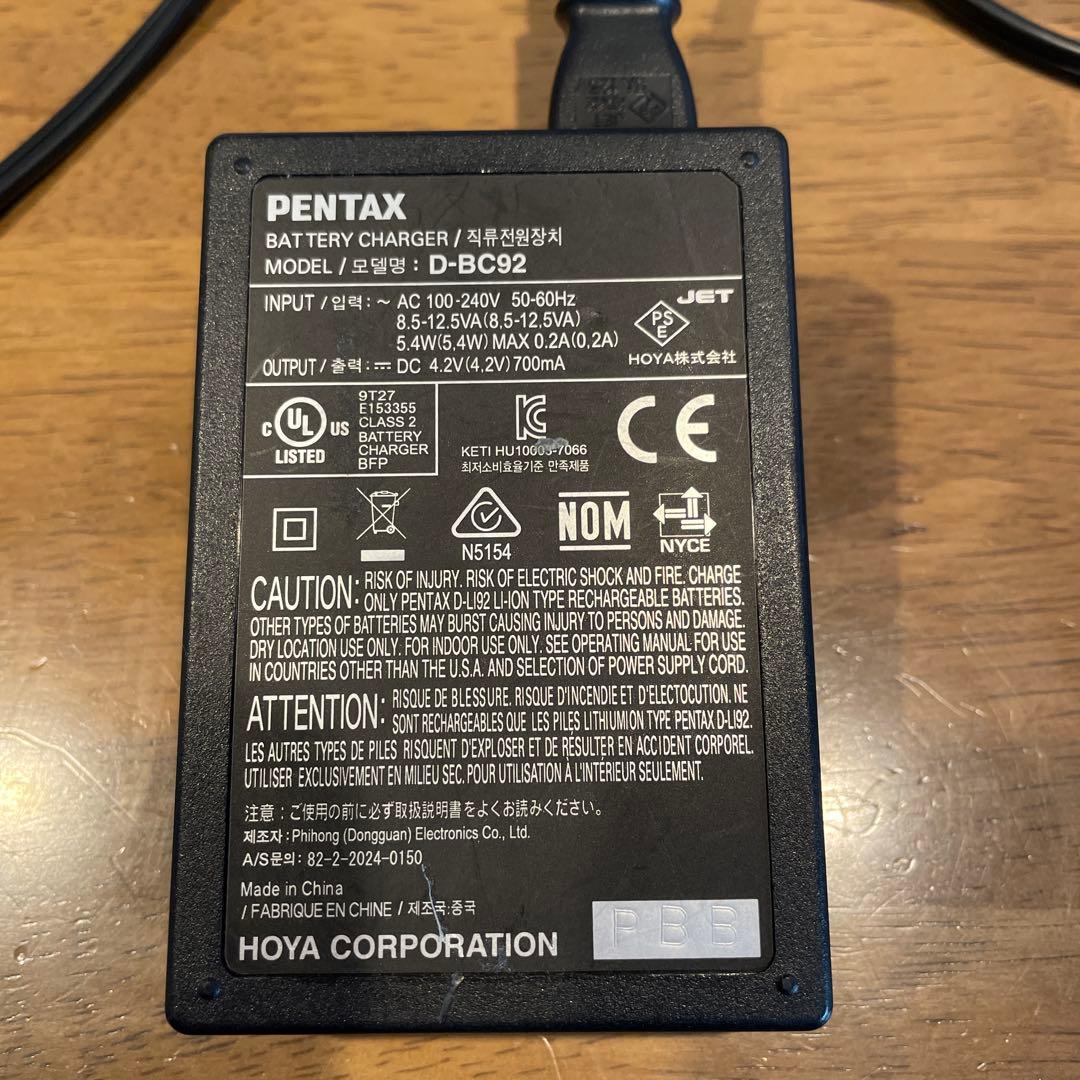 PENTAX
BATTERY CHARGER / 직류전원장치
MODEL / 모델명 : D-BC92
INPUT / 입력 : ~ AC 100-240V 50-60Hz
8.5-12.5VA(8,5-12.5VA)
5.4W(5,4W) MAX 0.2A(0,2A)
OUTPUT / 출력 : ⎓ DC 4.2V(4,2V) 700mA
JET
PS
E
HOYA株式会社
C UL US
LISTED
9T27
E153355
CLASS 2
BATTERY
CHARGER
BFP
KETI HU10003-7066
최저소비효율기준 만족제품
CE
N5154
NOM
NYCE
CAUTION: RISK OF INJURY. RISK OF ELECTRIC SHOCK AND FIRE. CHARGE
ONLY PENTAX D-LI92 LI-ION TYPE RECHARGEABLE BATTERIES.
OTHER TYPES OF BATTERIES MAY BURST CAUSING INJURY TO PERSONS AND DAMAGE.
DRY LOCATION USE ONLY. FOR INDOOR USE ONLY. SEE OPERATING MANUAL FOR USE
IN COUNTRIES OTHER THAN THE U.S.A. AND SELECTION OF POWER SUPPLY CORD.
ATTENTION: RISQUE DE BLESSURE. RISQUE D'INCENDIE ET D'ELECTOCUTION. NE
SONT RECHARGEABLES QUE LES PILES LITHIUMION TYPE PENTAX D-LI92.
LES AUTRES TYPES DE PILES RISQUENT D'EXPLOSER ET DE RÉSULTER EN ACCIDENT CORPOREL.
UTILISER EXCLUSIVEMENT EN MILIEU SEC. POUR UTILISATION À L'INTÉRIEUR SEULEMENT.
注意 : ご使用の前に必ず取扱説明書をよくお読みください。
제조자 : Phihong (Dongguan) Electronics Co., Ltd.
A/S문의 : 82-2-2024-0150
Made in China
/ FABRIQUE EN CHINE / 제조국:중국
HOYA CORPORATION
PBB